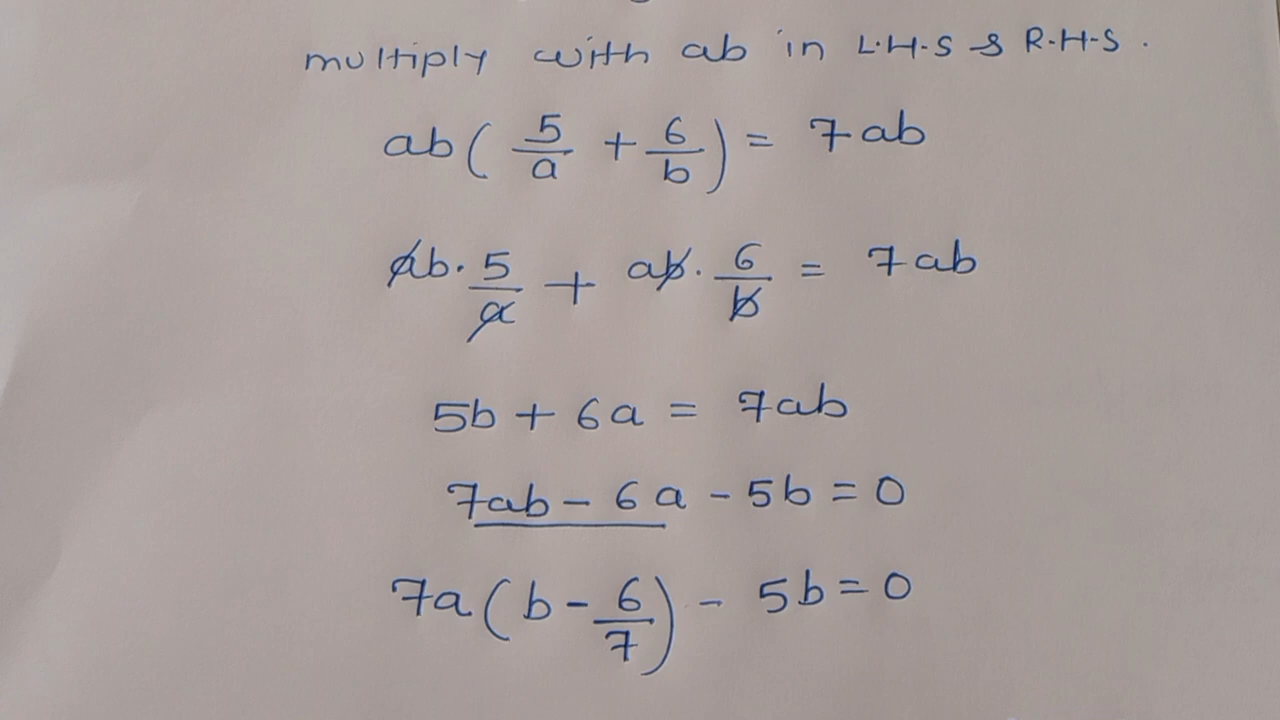 multiply with ab in L.H.S & R.H.S.
ab(5/a + 6/b) = 7ab
ab·5/a + ab·6/b = 7ab
5b + 6a = 7ab
7ab - 6a - 5b = 0
7a(b - 6/7) - 5b = 0